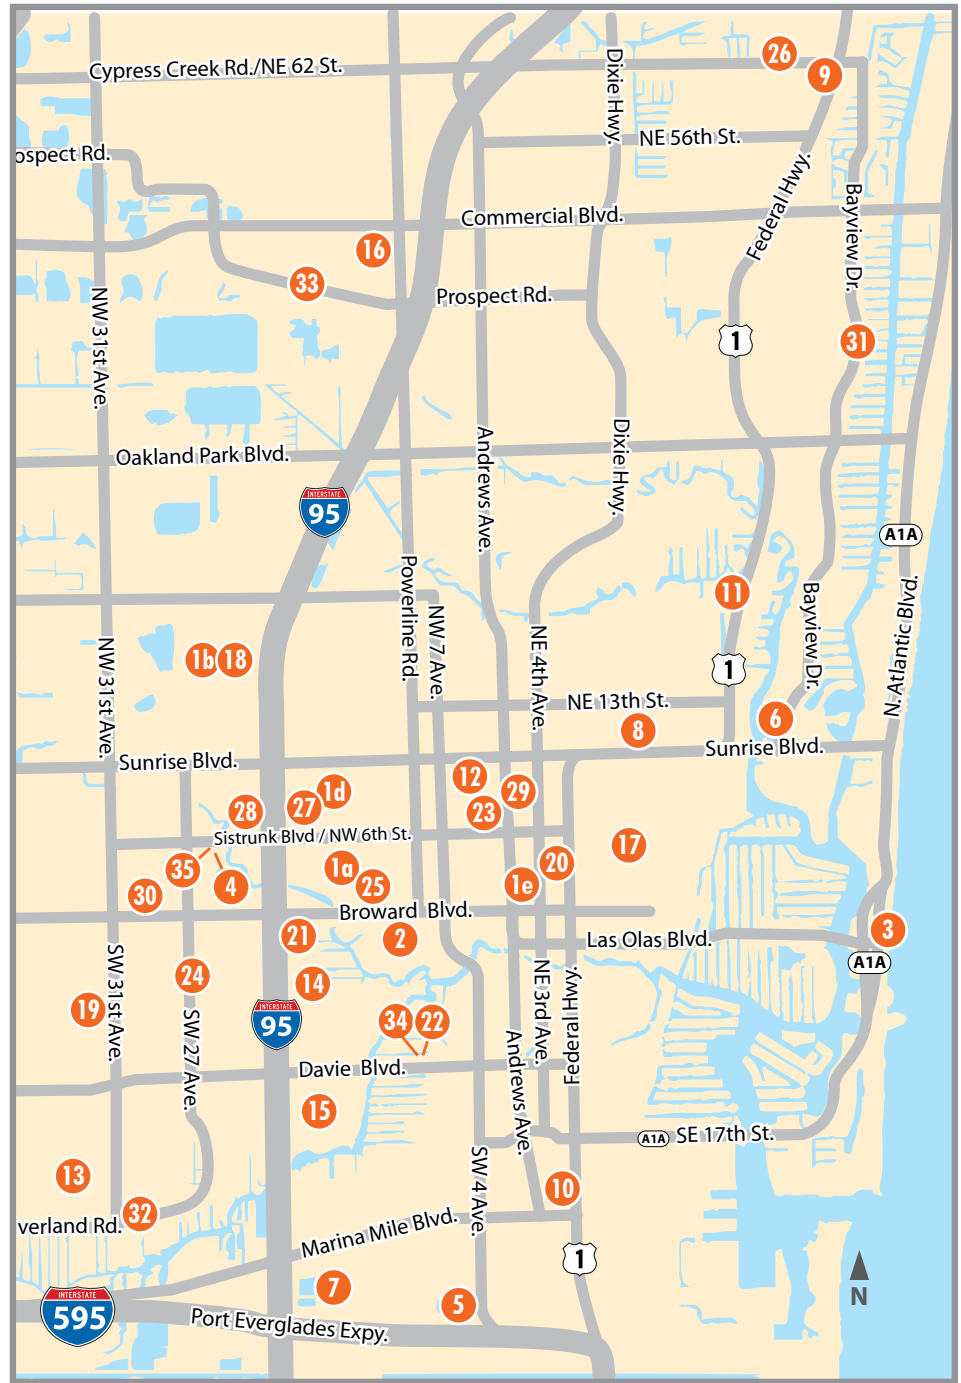 26
Cypress Creek Rd./NE 62 St.
9
Dixie Hwy.
NE 56th St.
ospect Rd.
Federal Hwy.
Bayview Dr.
Commercial Blvd.
16
33
Prospect Rd.
NW 31st Ave.
1
31
Dixie Hwy.
Andrews Ave.
Oakland Park Blvd.
INTERSTATE
95
A1A
Powerline Rd.
11
Bayview Dr.
N. Atlantic Blvd.
NW 7 Ave.
NE 4th Ave.
NW 31st Ave.
1b
18
1
NE 13th St.
6
8
Sunrise Blvd.
Sunrise Blvd.
12
1d
29
27
28
23
Sistrunk Blvd / NW 6th St.
17
20
35
1a
4
25
1e
30
Broward Blvd.
3
21
2
Las Olas Blvd.
A1A
SW 31st Ave.
24
14
NE 3rd Ave.
Federal Hwy.
19
INTERSTATE
95
34
22
SW 27 Ave.
Andrews Ave.
Davie Blvd.
15
A1A
SE 17th St.
SW 4 Ave.
13
10
32
verland Rd.
Marina Mile Blvd.
1
7
N
5
INTERSTATE
595
Port Everglades Expy.